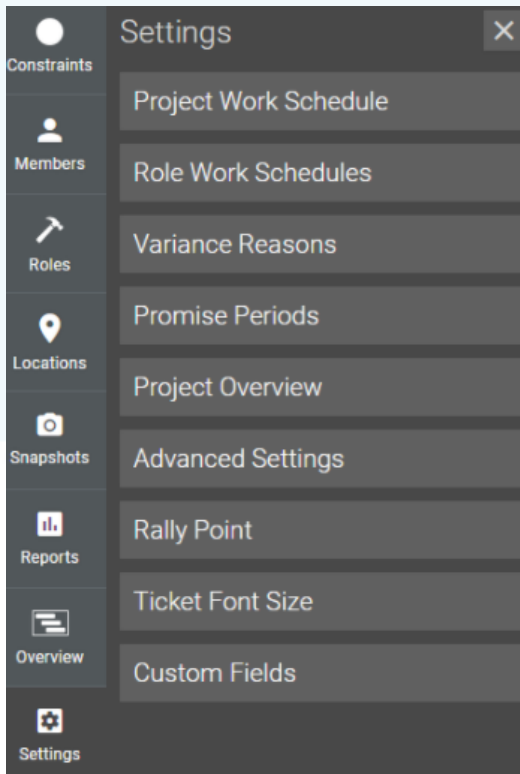 Constraints
Members
Roles
Locations
Snapshots
Reports
Overview
Settings
Settings
Project Work Schedule
Role Work Schedules
Variance Reasons
Promise Periods
Project Overview
Advanced Settings
Rally Point
Ticket Font Size
Custom Fields